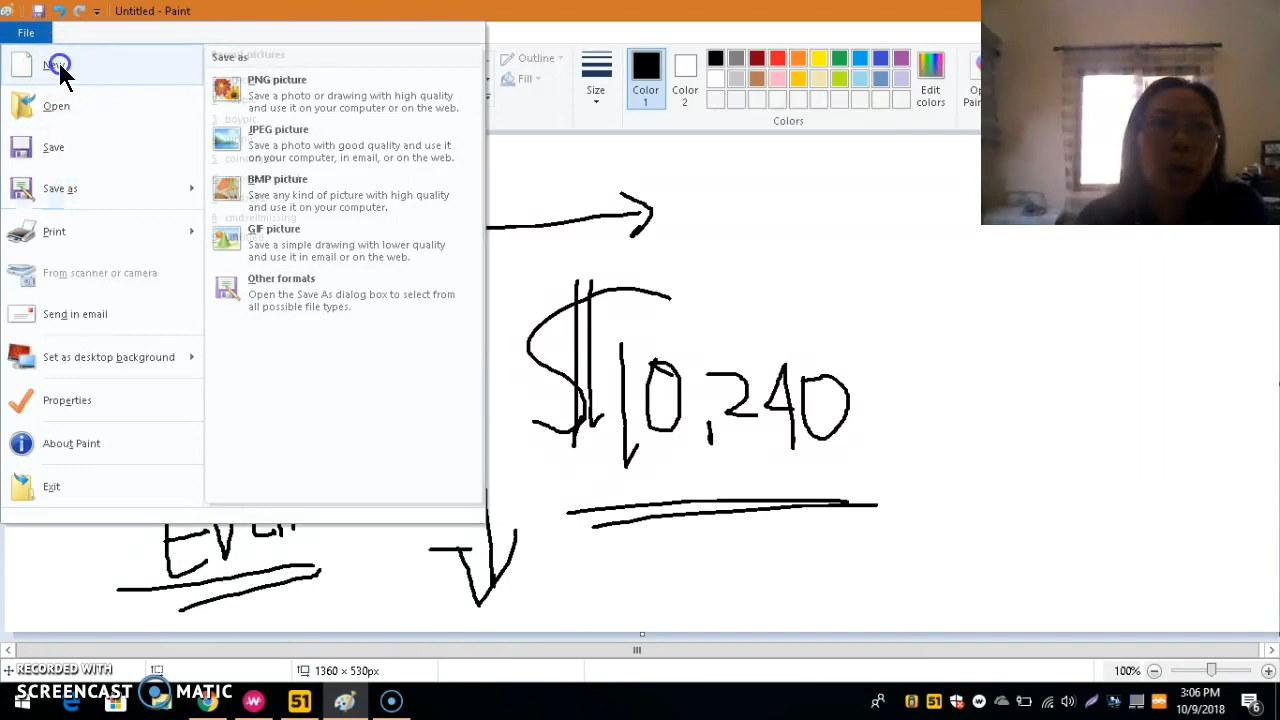 Untitled - Paint
File
New
Open
Save
Save as
Print
From scanner or camera
Send in email
Set as desktop background
Properties
About Paint
Exit
Save as
PNG picture
Save a photo or drawing with high quality
and use it on your computer or on the web.
JPEG picture
Save a photo with good quality and use it
on your computer, in email, or on the web.
BMP picture
Save any kind of picture with high quality
and use it on your computer.
GIF picture
Save a simple drawing with lower quality
and use it in email or on the web.
Other formats
Open the Save As dialog box to select from
all possible file types.
Outline
Fill
Size
Color
1
Color
2
Edit
colors
Colors
$10,240
1360 × 530px
100%
RECORDED WITH
SCREENCAST MATIC
51
51
3:06 PM
10/9/2018
6